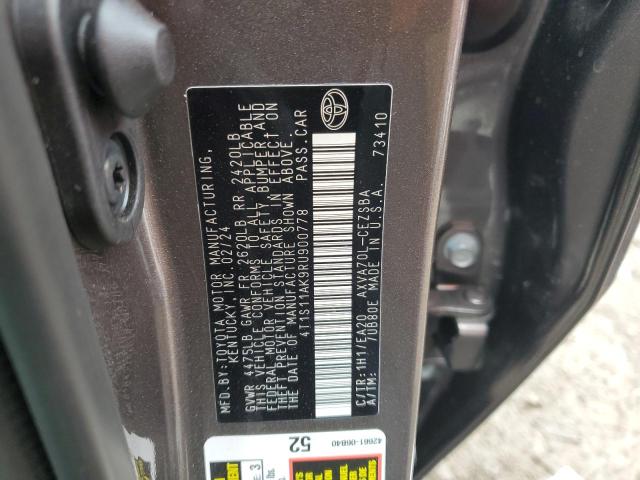 MFD.BY:TOYOTA MOTOR MANUFACTURING,
KENTUCKY, INC. 02/24
GVWR 4475LB GAWR FR 2620LB RR 2420LB
THIS VEHICLE CONFORMS TO ALL APPLICABLE
FEDERAL MOTOR VEHICLE SAFETY, BUMPER,AND
THEFT PREVENTION STANDARDS IN EFFECT ON
THE DATE OF MANUFACTURE SHOWN ABOVE.
4T1S11AK9RU900778 PASS.CAR
C/TR:1H1/EA20 AXVA70L-CEZSBA
A/TM: 70B80E MADE IN U.S.A. 73410
52
42661-06B40